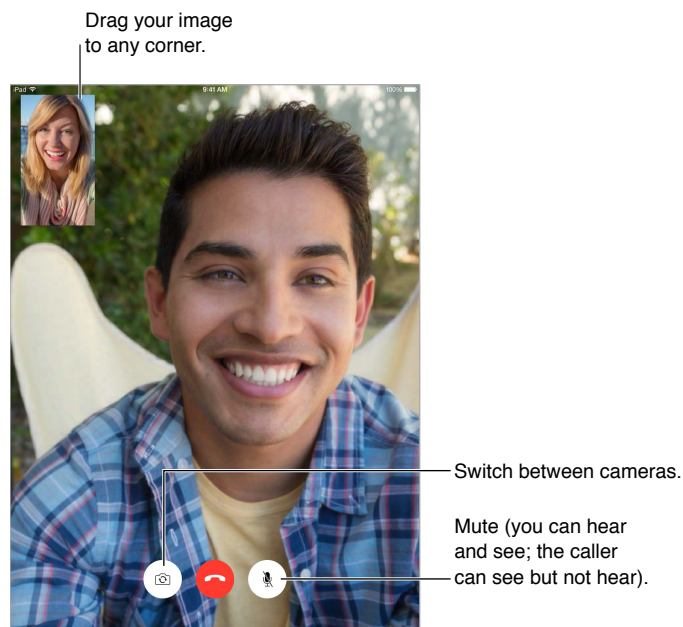 Drag your image
to any corner.
iPad 9:41 AM 100%
Switch between cameras.
Mute (you can hear
and see; the caller
can see but not hear).